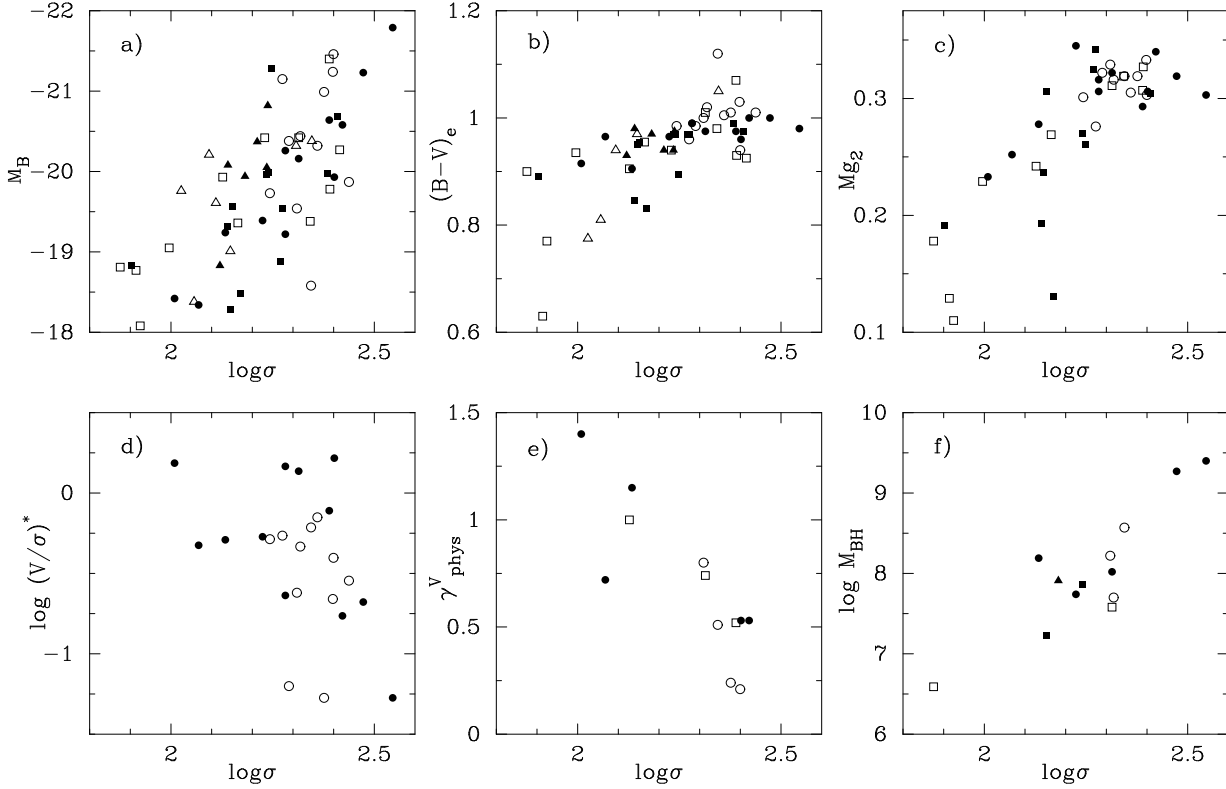 a)
M_B
−22
−21
−20
−19
−18
2
2.5
logσ
b)
(B−V)_e
1.2
1
0.8
0.6
2
2.5
logσ
c)
Mg_2
0.3
0.2
0.1
2
2.5
logσ
d)
log (V/σ)^*
0
−1
2
2.5
logσ
e)
γ^V_phys
1.5
1
0.5
0
2
2.5
logσ
f)
log M_BH
10
9
8
7
6
2
2.5
logσ